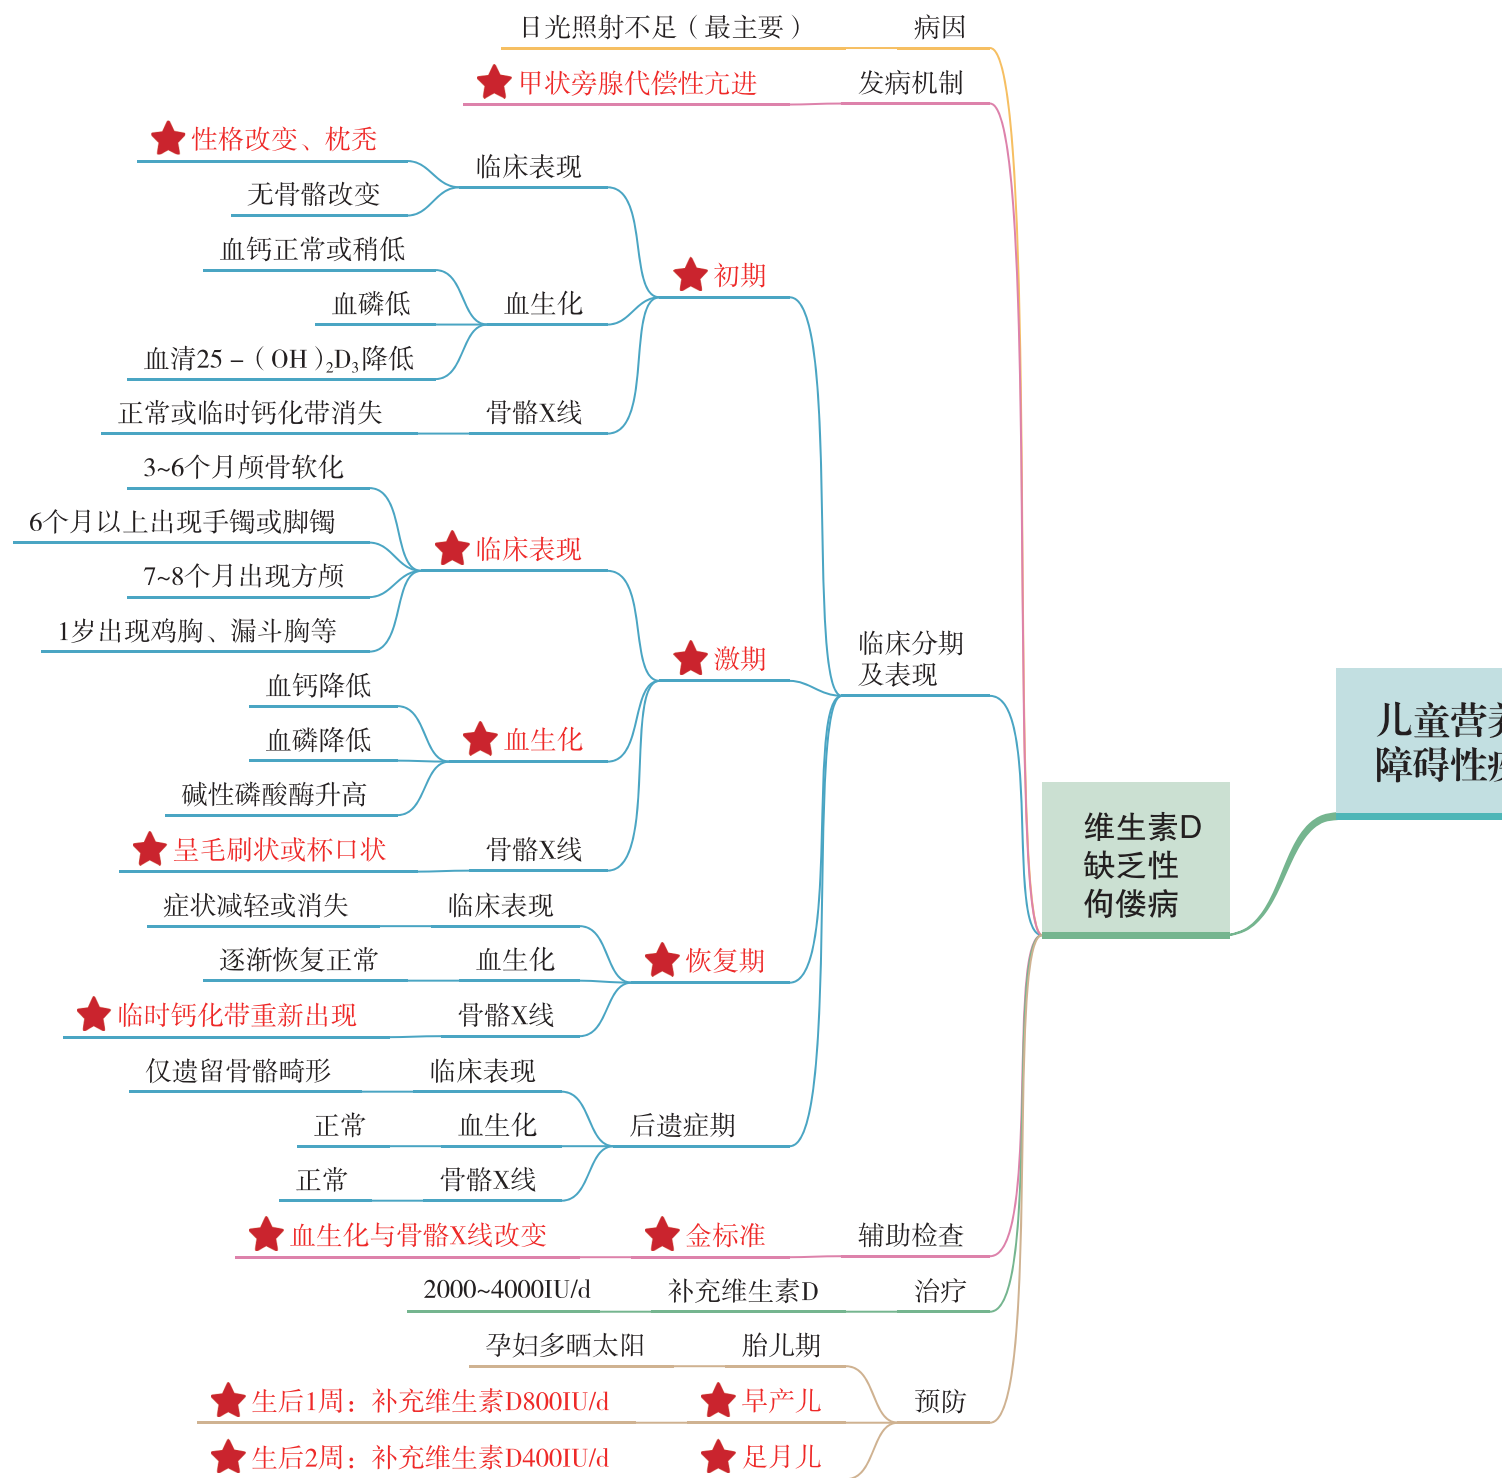 日光照射不足（最主要）
病因
甲状旁腺代偿性亢进
发病机制
性格改变、枕秃
临床表现
无骨骼改变
血钙正常或稍低
初期
血磷低
血生化
血清25-（OH）₂D₃降低
正常或临时钙化带消失
骨骼X线
3~6个月颅骨软化
6个月以上出现手镯或脚镯
临床表现
7~8个月出现方颅
1岁出现鸡胸、漏斗胸等
激期
临床分期
及表现
血钙降低
血磷降低
血生化
碱性磷酸酶升高
呈毛刷状或杯口状
骨骼X线
症状减轻或消失
临床表现
逐渐恢复正常
血生化
恢复期
临时钙化带重新出现
骨骼X线
仅遗留骨骼畸形
临床表现
正常
血生化
后遗症期
正常
骨骼X线
血生化与骨骼X线改变
金标准
辅助检查
2000~4000IU/d
补充维生素D
治疗
孕妇多晒太阳
胎儿期
生后1周：补充维生素D800IU/d
早产儿
预防
生后2周：补充维生素D400IU/d
足月儿
维生素D
缺乏性
佝偻病
儿童营
障碍性